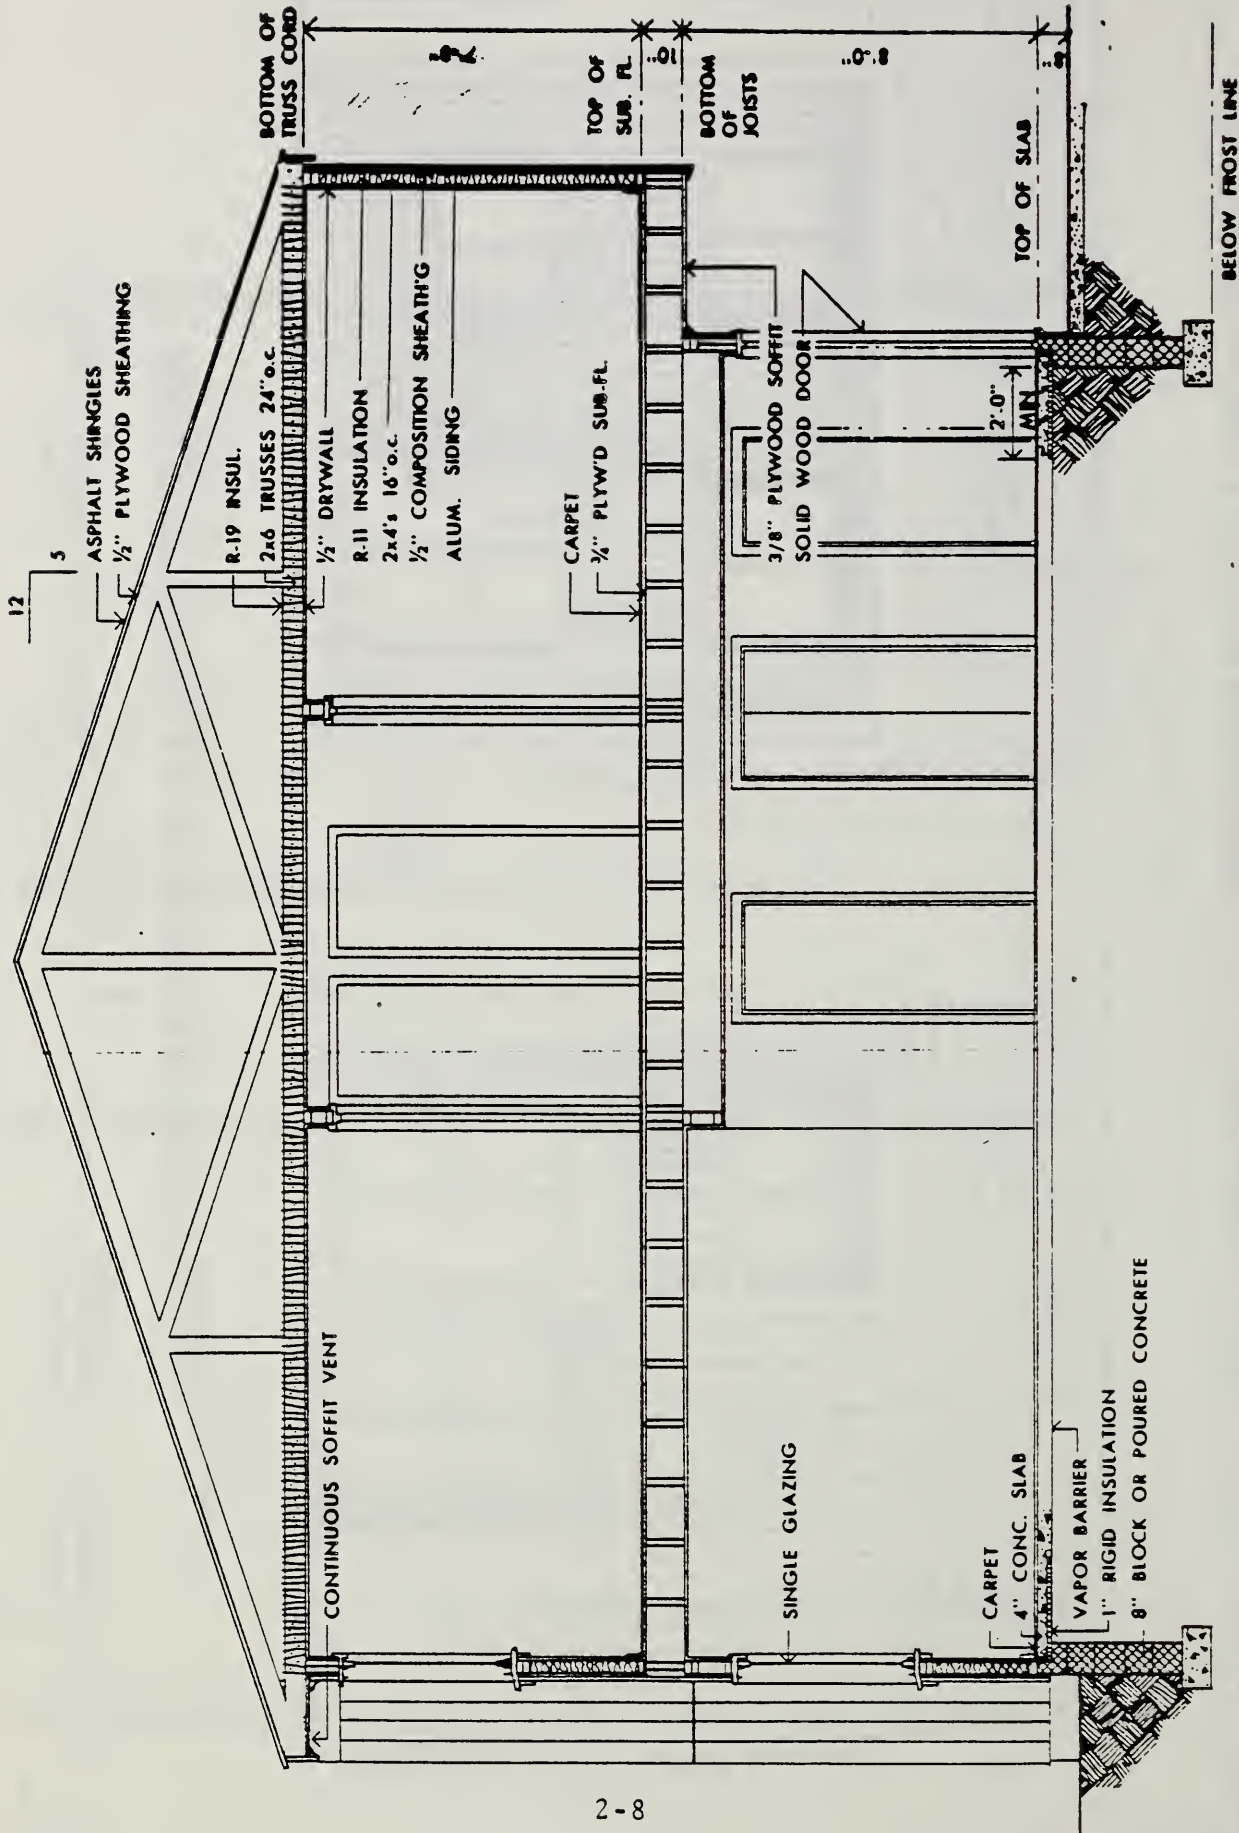 12
5
ASPHALT SHINGLES
½" PLYWOOD SHEATHING
R-19 INSUL.
2x6 TRUSSES 24"o.c.
½" DRYWALL
R-11 INSULATION
2x4's 16"o.c.
½" COMPOSITION SHEATH'G
ALUM. SIDING
BOTTOM OF
TRUSS CORD
CONTINUOUS SOFFIT VENT
CARPET
¾" PLYW'D SUB-FL.
TOP OF
SUB. FL.
10"
BOTTOM
OF
JOISTS
8'.0"
3/8" PLYWOOD SOFFIT
SOLID WOOD DOOR
SINGLE GLAZING
2'-0"
MIN
TOP OF SLAB
8"
CARPET
4" CONC. SLAB
VAPOR BARRIER
1" RIGID INSULATION
8" BLOCK OR POURED CONCRETE
BELOW FROST LINE
2-8